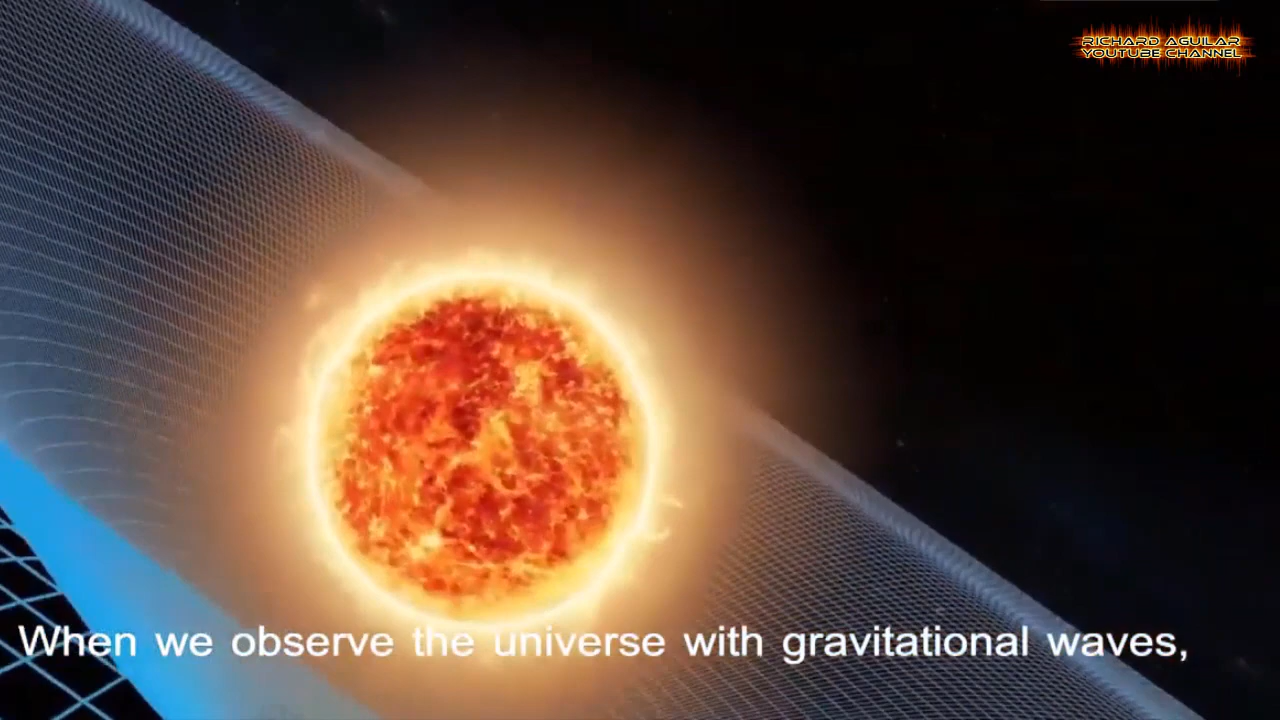 RICHARD AGUILAR
YOUTUBE CHANNEL
When we observe the universe with gravitational waves,